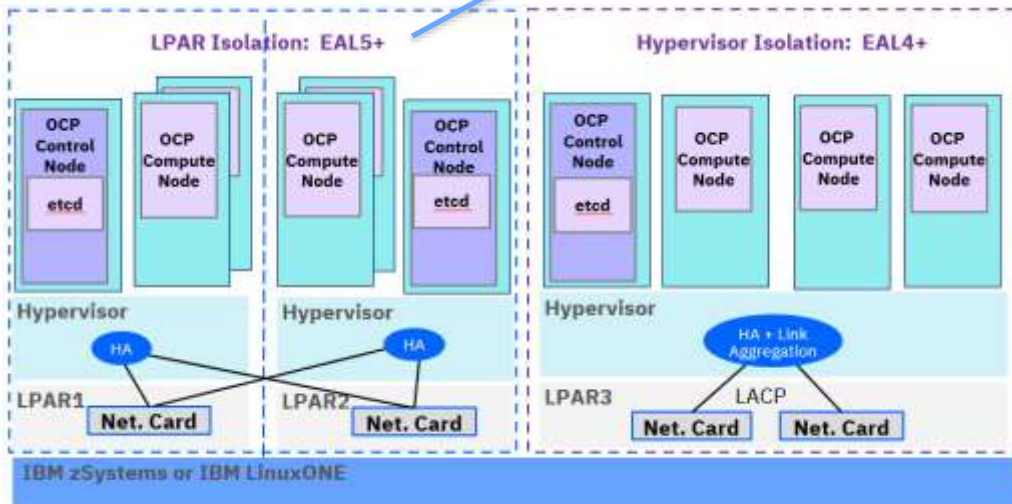 LPAR Isolation: EAL5+
Hypervisor Isolation: EAL4+
OCP
Control
Node
etcd
OCP
Compute
Node
OCP
Compute
Node
OCP
Control
Node
etcd
OCP
Control
Node
etcd
OCP
Compute
Node
OCP
Compute
Node
OCP
Compute
Node
Hypervisor
Hypervisor
Hypervisor
HA
HA
HA + Link
Aggregation
LPAR1
LPAR2
LPAR3
LACP
Net. Card
Net. Card
Net. Card
Net. Card
IBM zSystems or IBM LinuxONE